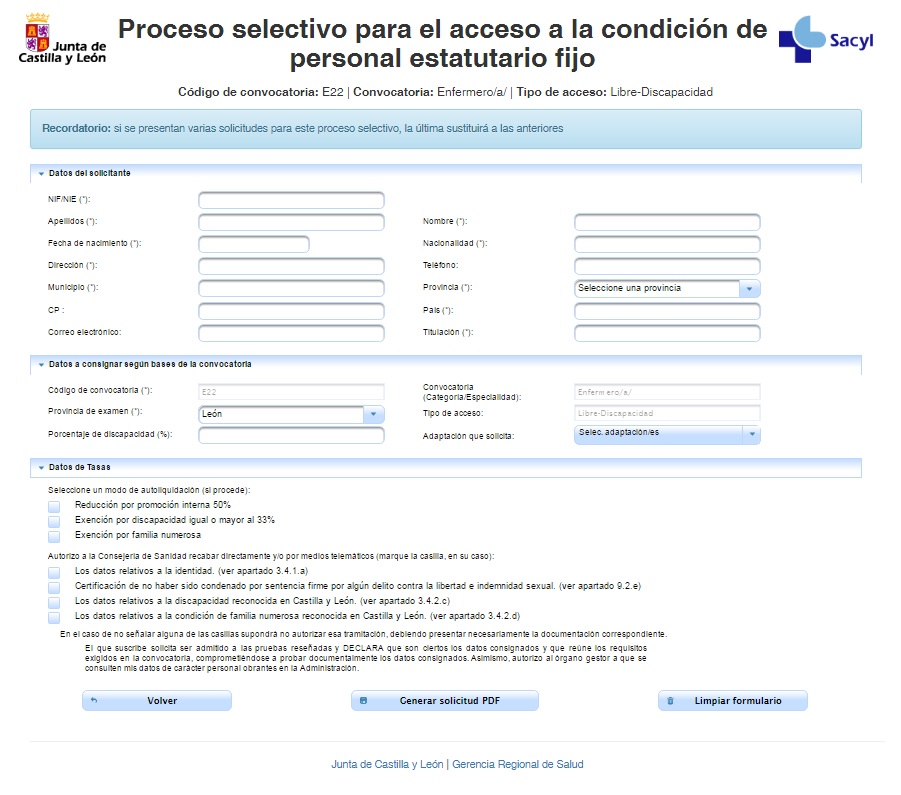 Junta de
Castilla y León
Proceso selectivo para el acceso a la condición de
personal estatutario fijo
Sacyl
Código de convocatoria: E22 | Convocatoria: Enfermero/a/ | Tipo de acceso: Libre-Discapacidad
Recordatorio: si se presentan varias solicitudes para este proceso selectivo, la última sustituirá a las anteriores
Datos del solicitante
NIF/NIE (*):
Apellidos (*): Nombre (*):
Fecha de nacimiento (*): Nacionalidad (*):
Dirección (*): Teléfono:
Municipio (*): Provincia (*): Seleccione una provincia
CP : País (*):
Correo electrónico: Titulación (*):
Datos a consignar según bases de la convocatoria
Código de convocatoria (*): E22 Convocatoria (Categoría/Especialidad): Enfermero/a/
Provincia de examen (*): León Tipo de acceso: Libre-Discapacidad
Porcentaje de discapacidad (%): Adaptación que solicita: Selec. adaptación/es
Datos de Tasas
Seleccione un modo de autoliquidación (si procede):
Reducción por promoción interna 50%
Exención por discapacidad igual o mayor al 33%
Exención por familia numerosa
Autorizo a la Consejería de Sanidad recabar directamente y/o por medios telemáticos (marque la casilla, en su caso):
Los datos relativos a la identidad. (ver apartado 3.4.1.a)
Certificación de no haber sido condenado por sentencia firme por algún delito contra la libertad e indemnidad sexual. (ver apartado 9.2.e)
Los datos relativos a la discapacidad reconocida en Castilla y León. (ver apartado 3.4.2.c)
Los datos relativos a la condición de familia numerosa reconocida en Castilla y León. (ver apartado 3.4.2.d)
En el caso de no señalar alguna de las casillas supondrá no autorizar esa tramitación, debiendo presentar necesariamente la documentación correspondiente.
El que suscribe solicita ser admitido a las pruebas reseñadas y DECLARA que son ciertos los datos consignados y que reúne los requisitos
exigidos en la convocatoria, comprometiéndose a probar documentalmente los datos consignados. Asimismo, autorizo al órgano gestor a que se
consulten mis datos de carácter personal obrantes en la Administración.
Volver Generar solicitud PDF Limpiar formulario
Junta de Castilla y León | Gerencia Regional de Salud